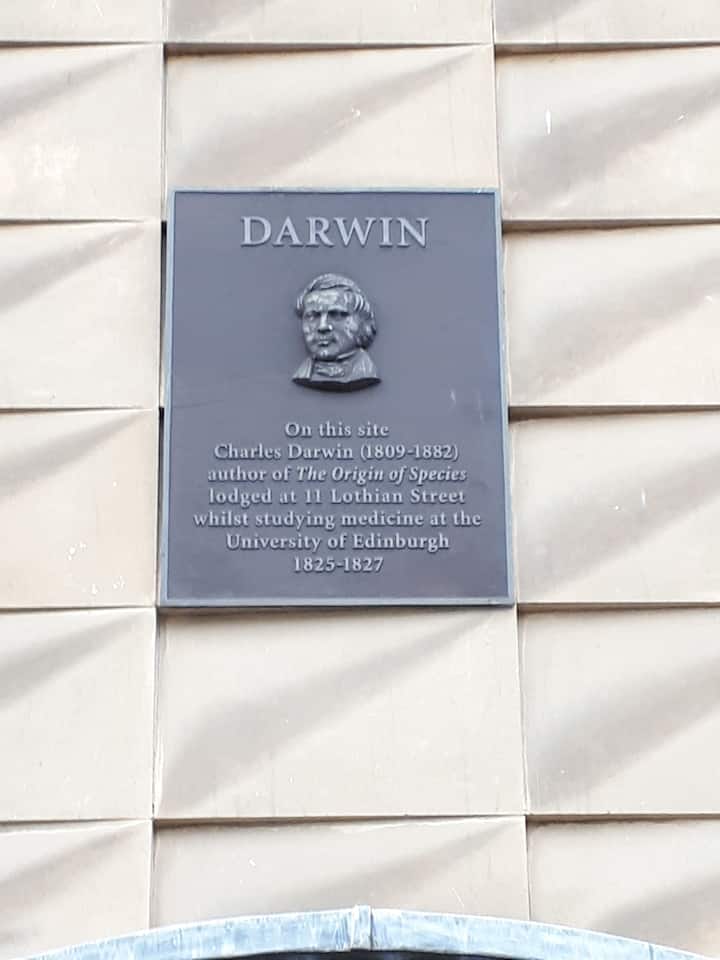 DARWIN
On this site
Charles Darwin (1809-1882)
author of The Origin of Species
lodged at 11 Lothian Street
whilst studying medicine at the
University of Edinburgh
1825-1827